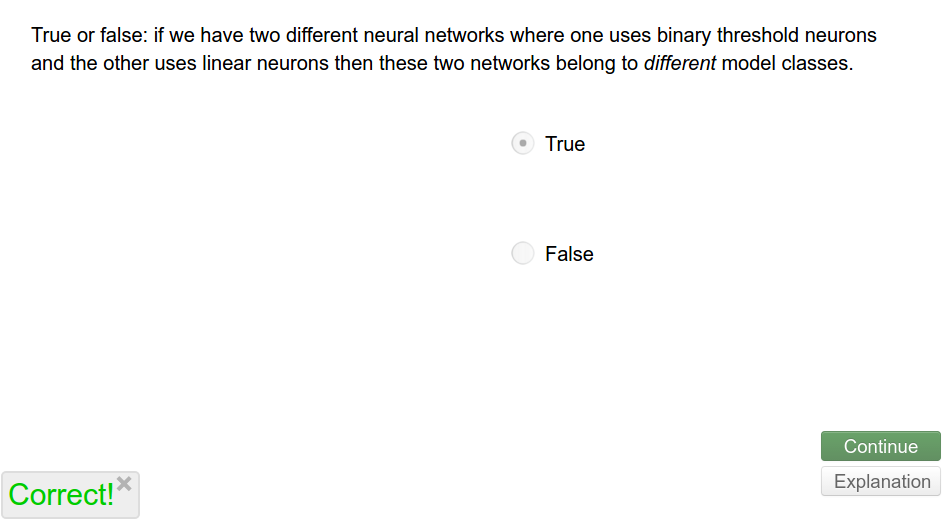 True or false: if we have two different neural networks where one uses binary threshold neurons
and the other uses linear neurons then these two networks belong to different model classes.
True
False
Continue
Explanation
Correct!